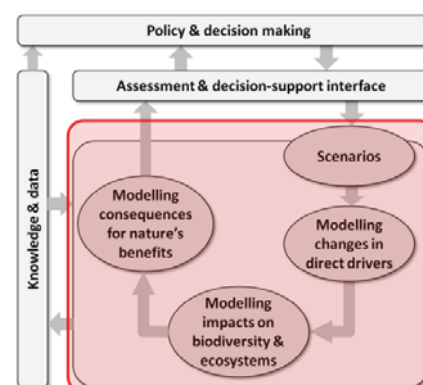 Policy & decision making
Assessment & decision-support interface
Knowledge & data
Scenarios
Modelling
consequences
for nature's
benefits
Modelling
changes in
direct drivers
Modelling
impacts on
biodiversity &
ecosystems